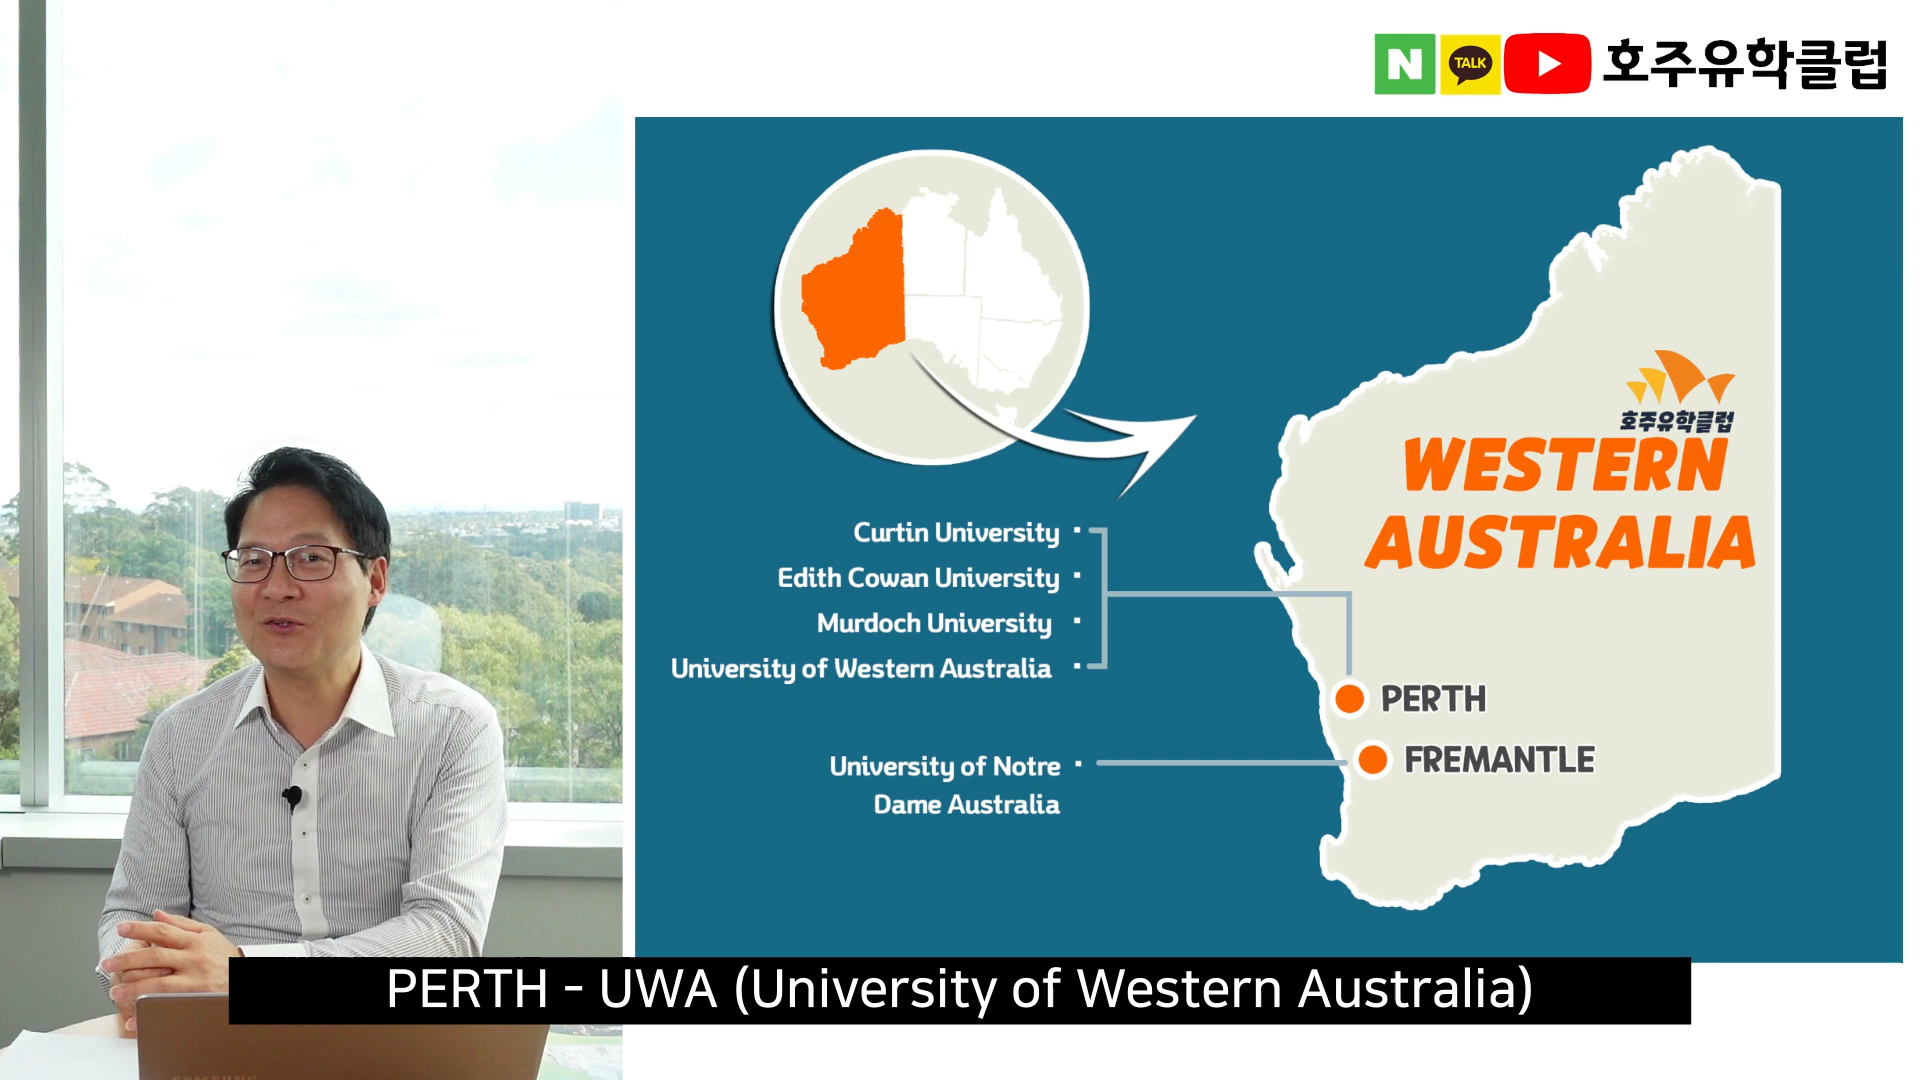 N TALK 호주유학클럽
호주유학클럽
WESTERN
AUSTRALIA
Curtin University
Edith Cowan University
Murdoch University
University of Western Australia
PERTH
FREMANTLE
University of Notre
Dame Australia
PERTH - UWA (University of Western Australia)